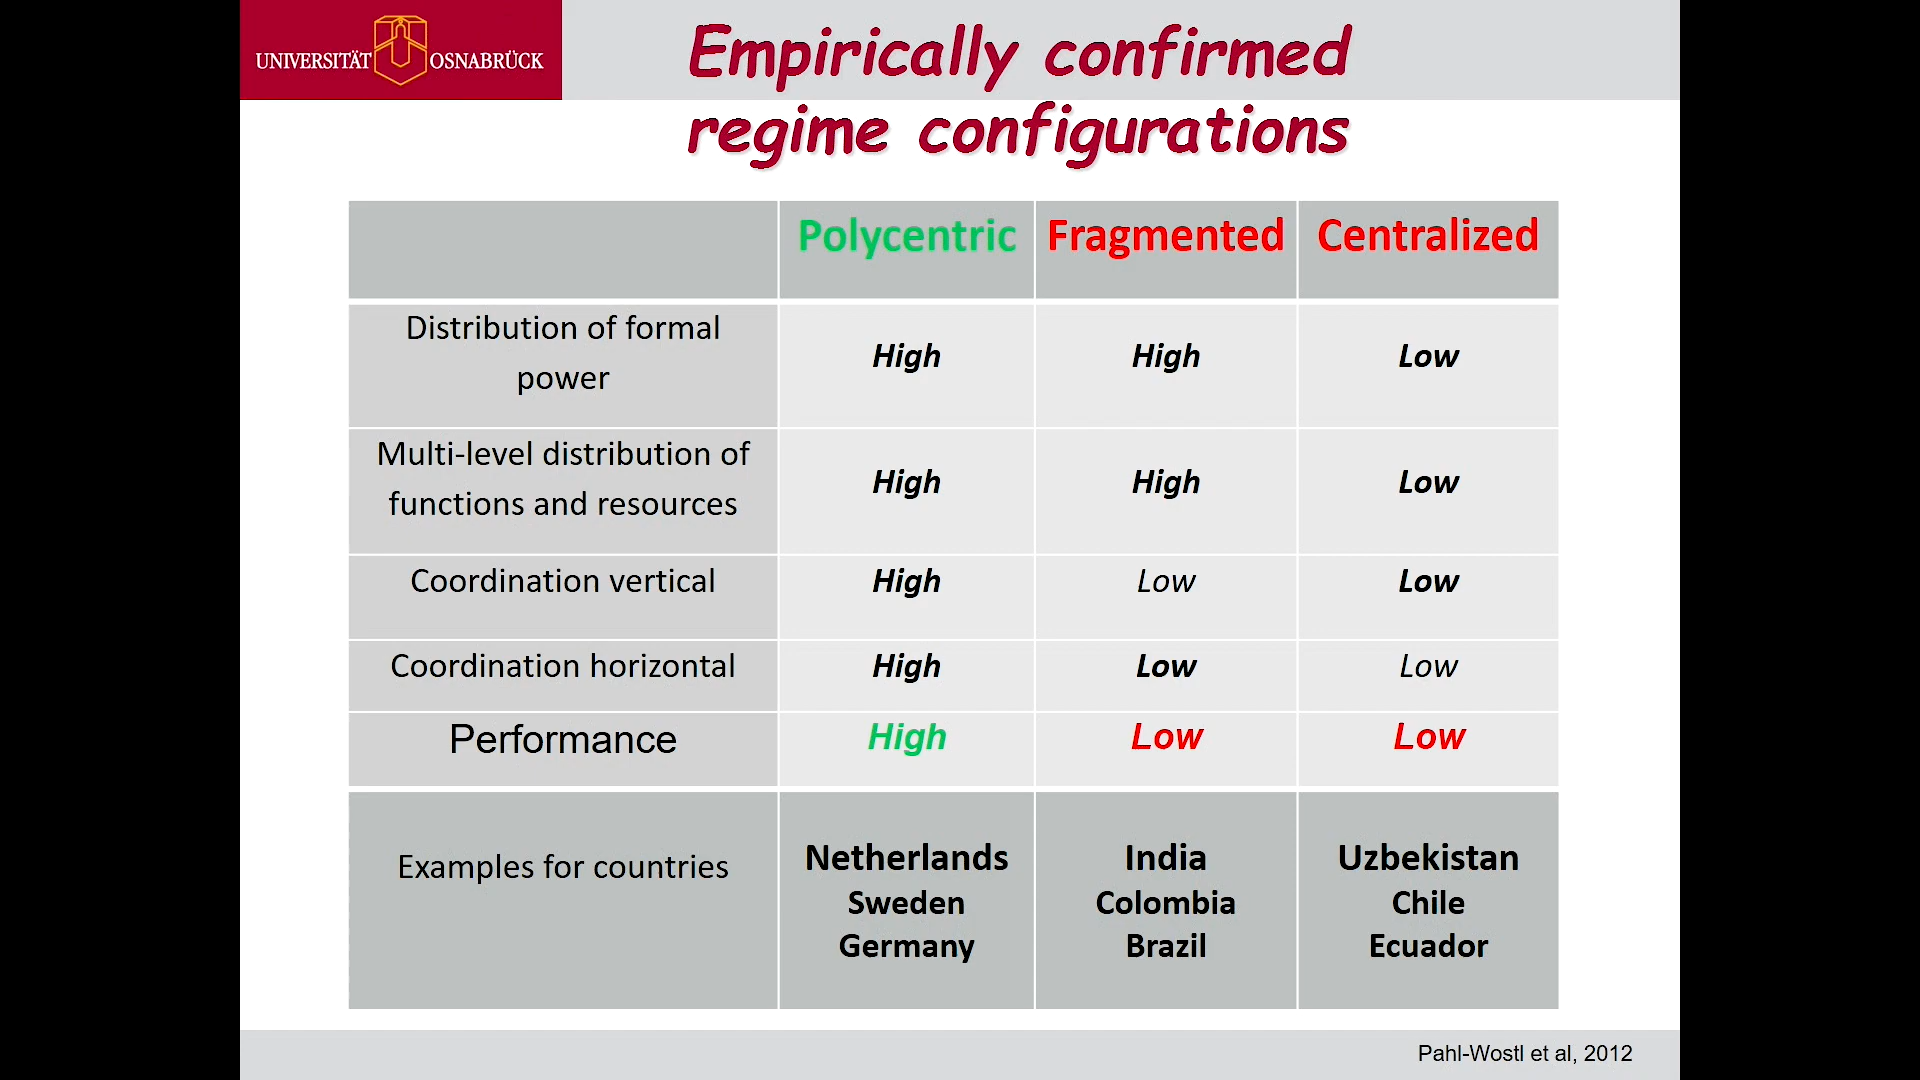 UNIVERSITÄT OSNABRÜCK
Empirically confirmed
regime configurations
Polycentric Fragmented Centralized
Distribution of formal
power
High High Low
Multi-level distribution of
functions and resources
High High Low
Coordination vertical High Low Low
Coordination horizontal High Low Low
Performance High Low Low
Examples for countries
Netherlands India Uzbekistan
Sweden Colombia Chile
Germany Brazil Ecuador
Pahl-Wostl et al, 2012